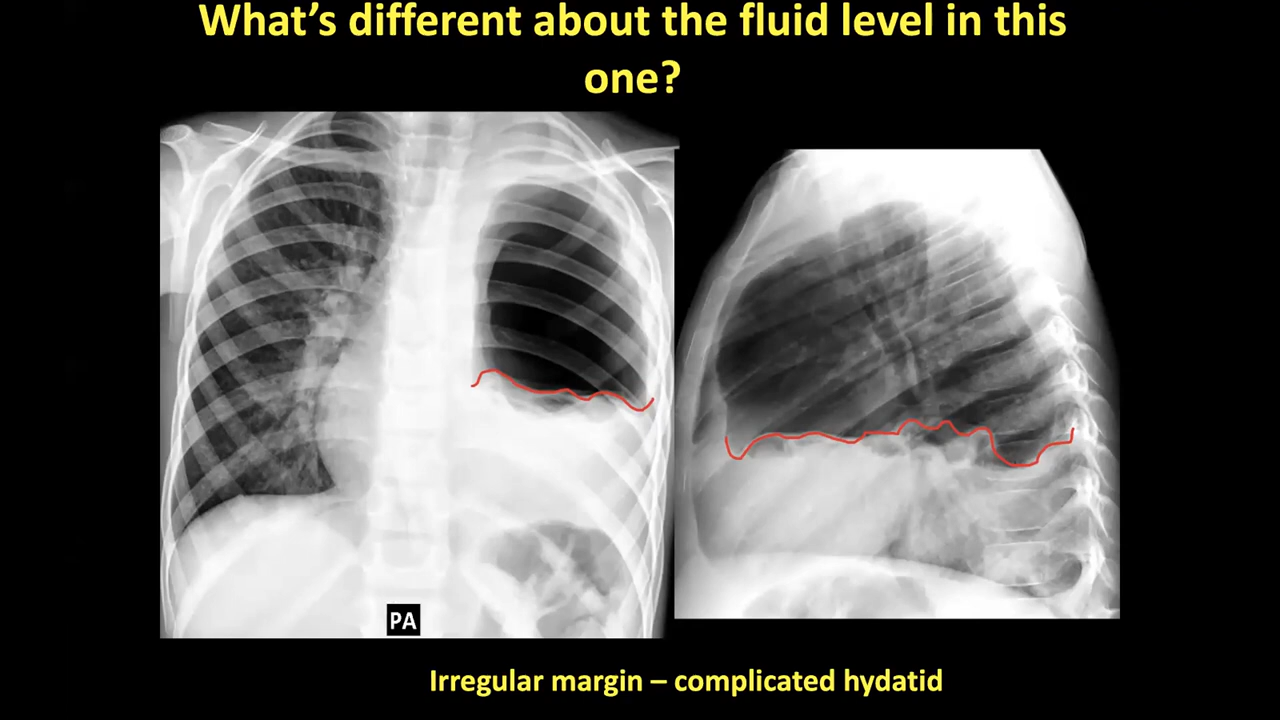 What’s different about the fluid level in this
one?
PA
Irregular margin – complicated hydatid